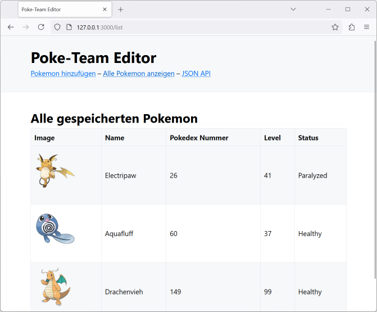 Poke-Team Editor
127.0.0.1:3000/list
Poke-Team Editor
Pokemon hinzufügen – Alle Pokemon anzeigen – JSON API
Alle gespeicherten Pokemon
Image Name Pokedex Nummer Level Status
Electripaw 26 41 Paralyzed
Aquafluff 60 37 Healthy
Drachenvieh 149 99 Healthy